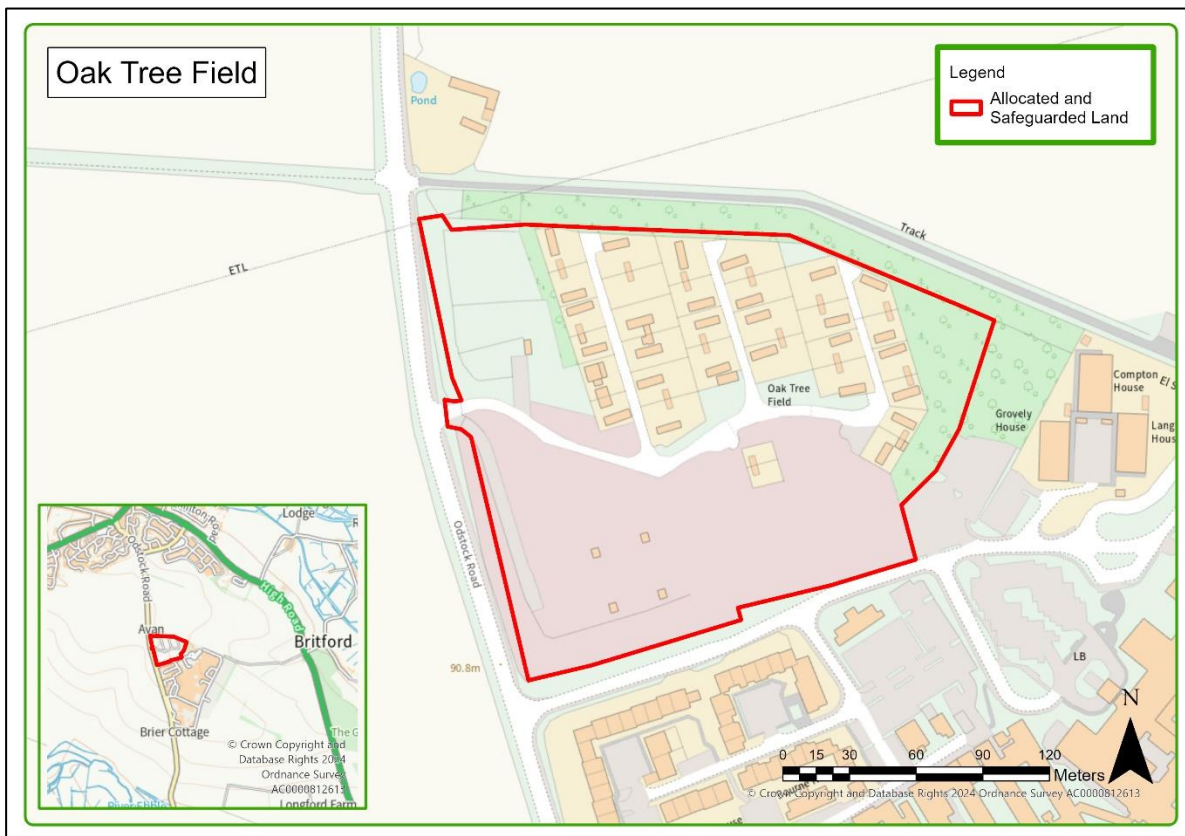 Oak Tree Field
Legend
Allocated and
Safeguarded Land
Pond
Track
ETL
Oak Tree
Field
Compton
House
Grovely
House
Odstock Road
90.8m
LB
Odstock Road
Lodge
High Road
Avan
Britford
Brier Cottage
© Crown Copyright and
Database Rights 2024
Ordnance Survey
AC0000812613
Longford Farm
N
0 15 30 60 90 120
Meters
© Crown Copyright and Database Rights 2024 Ordnance Survey AC0000812613